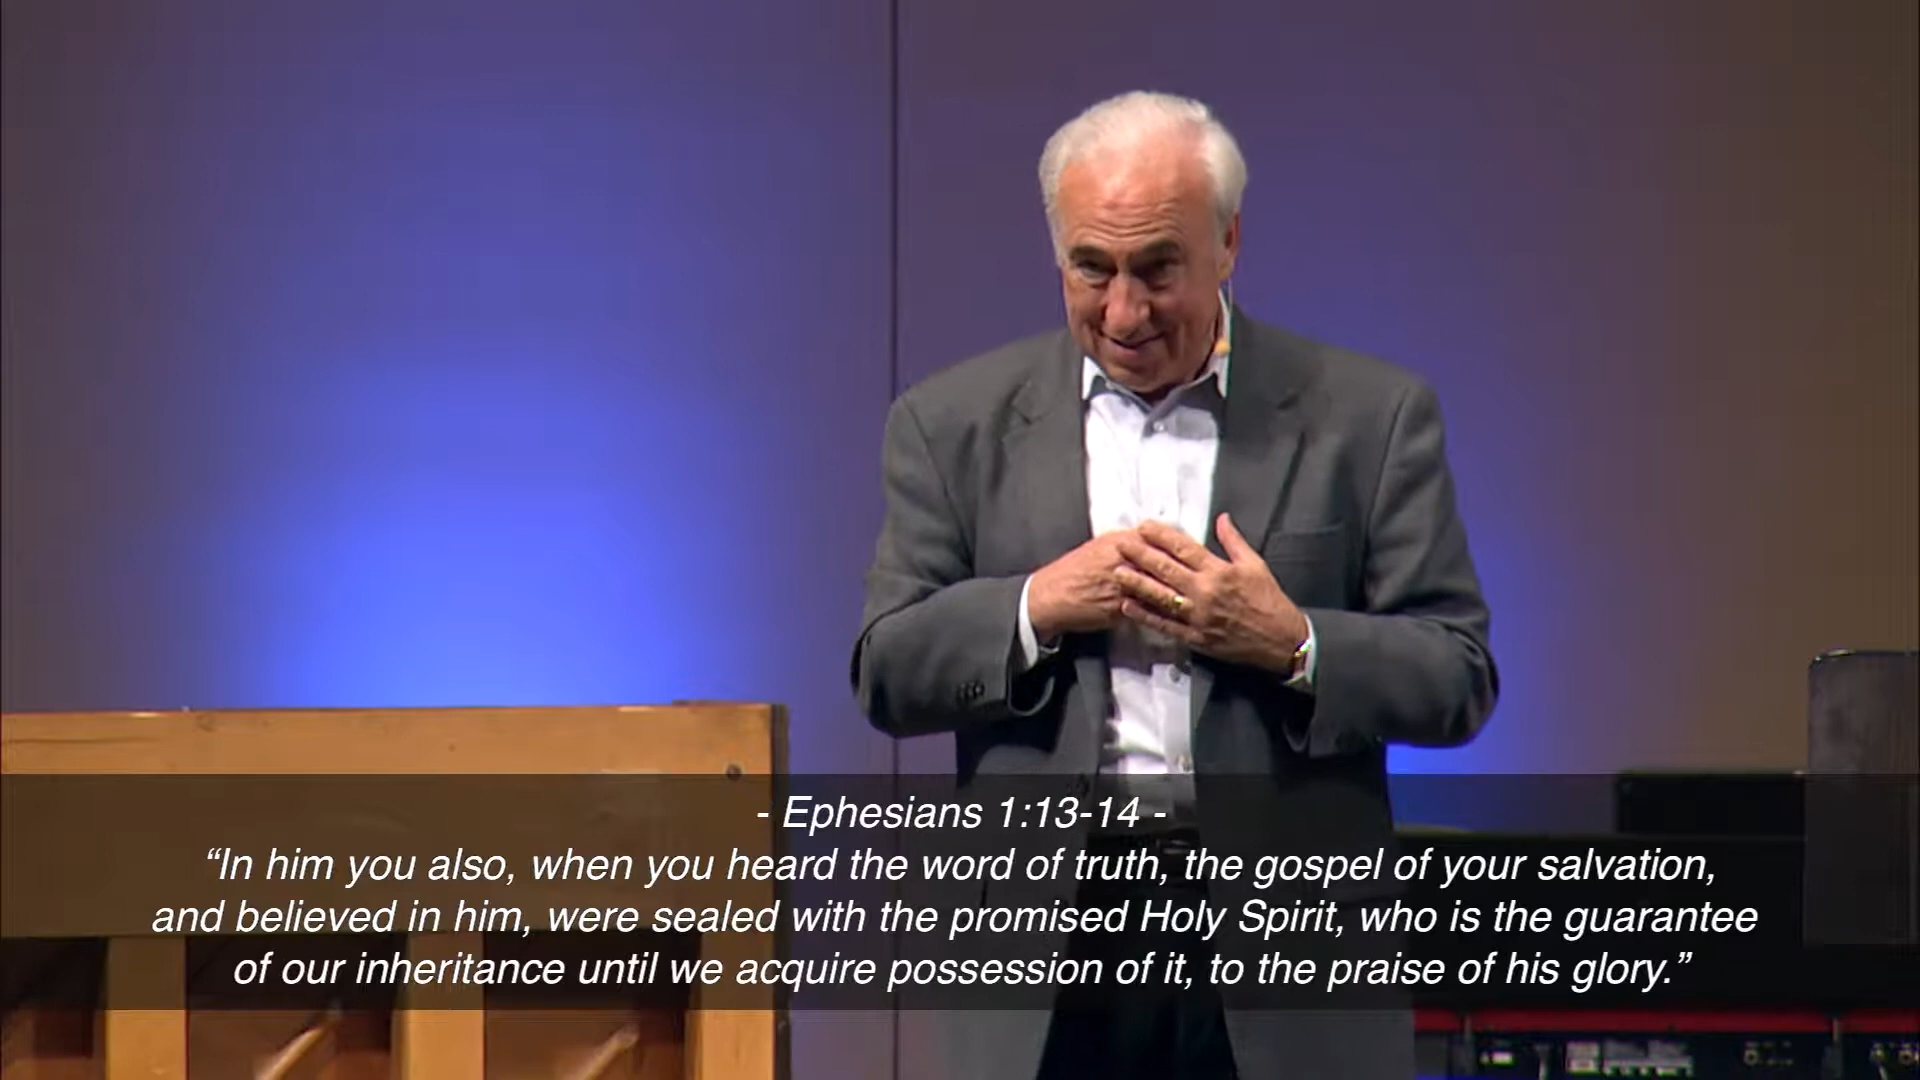 - Ephesians 1:13-14 -
“In him you also, when you heard the word of truth, the gospel of your salvation,
and believed in him, were sealed with the promised Holy Spirit, who is the guarantee
of our inheritance until we acquire possession of it, to the praise of his glory.”